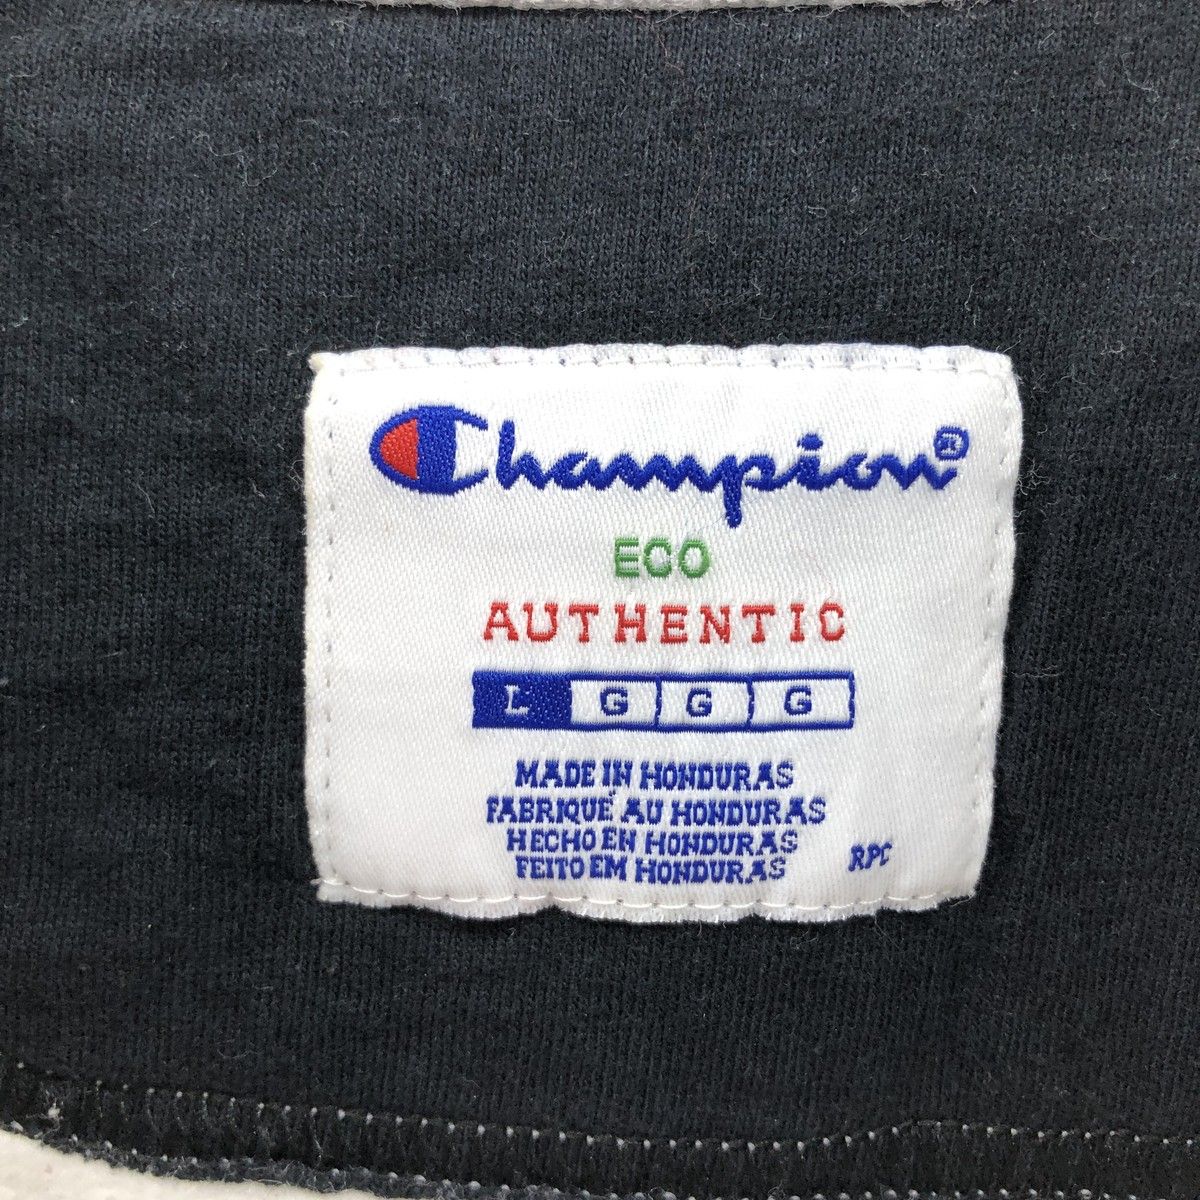 Champion®
ECO
AUTHENTIC
L G G G
MADE IN HONDURAS
FABRIQUÉ AU HONDURAS
HECHO EN HONDURAS
FEITO EM HONDURAS
RPC